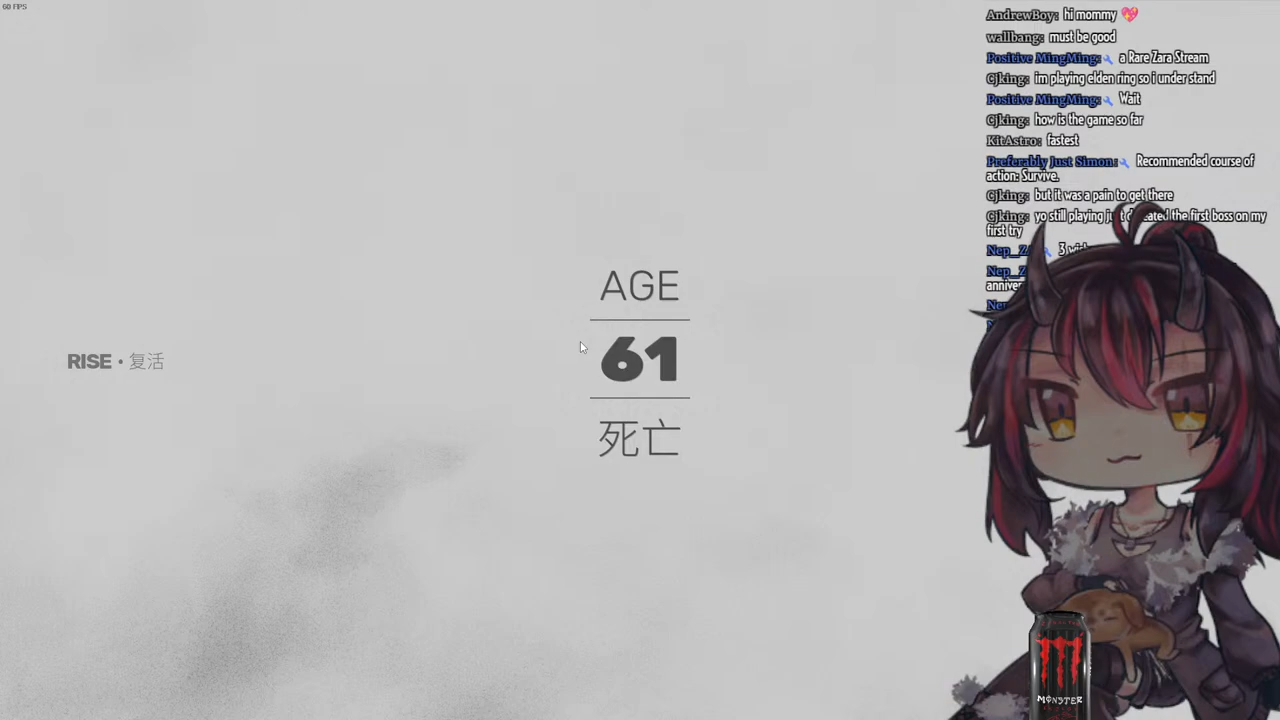 60 FPS
AGE
61
死亡
RISE • 复活
AndrewBoy: hi mommy 💖
wallbang: must be good
Positive MingMing: a Rare Zara Stream
Cjking: im playing elden ring so i under stand
Positive MingMing: Wait
Cjking: how is the game so far
KitAstro: fastest
Preferably Just Simon: Recommended course of
action: Survive.
Cjking: but it was a pain to get there
Cjking: yo still playing just defeated the first boss on my
first try
MONSTER